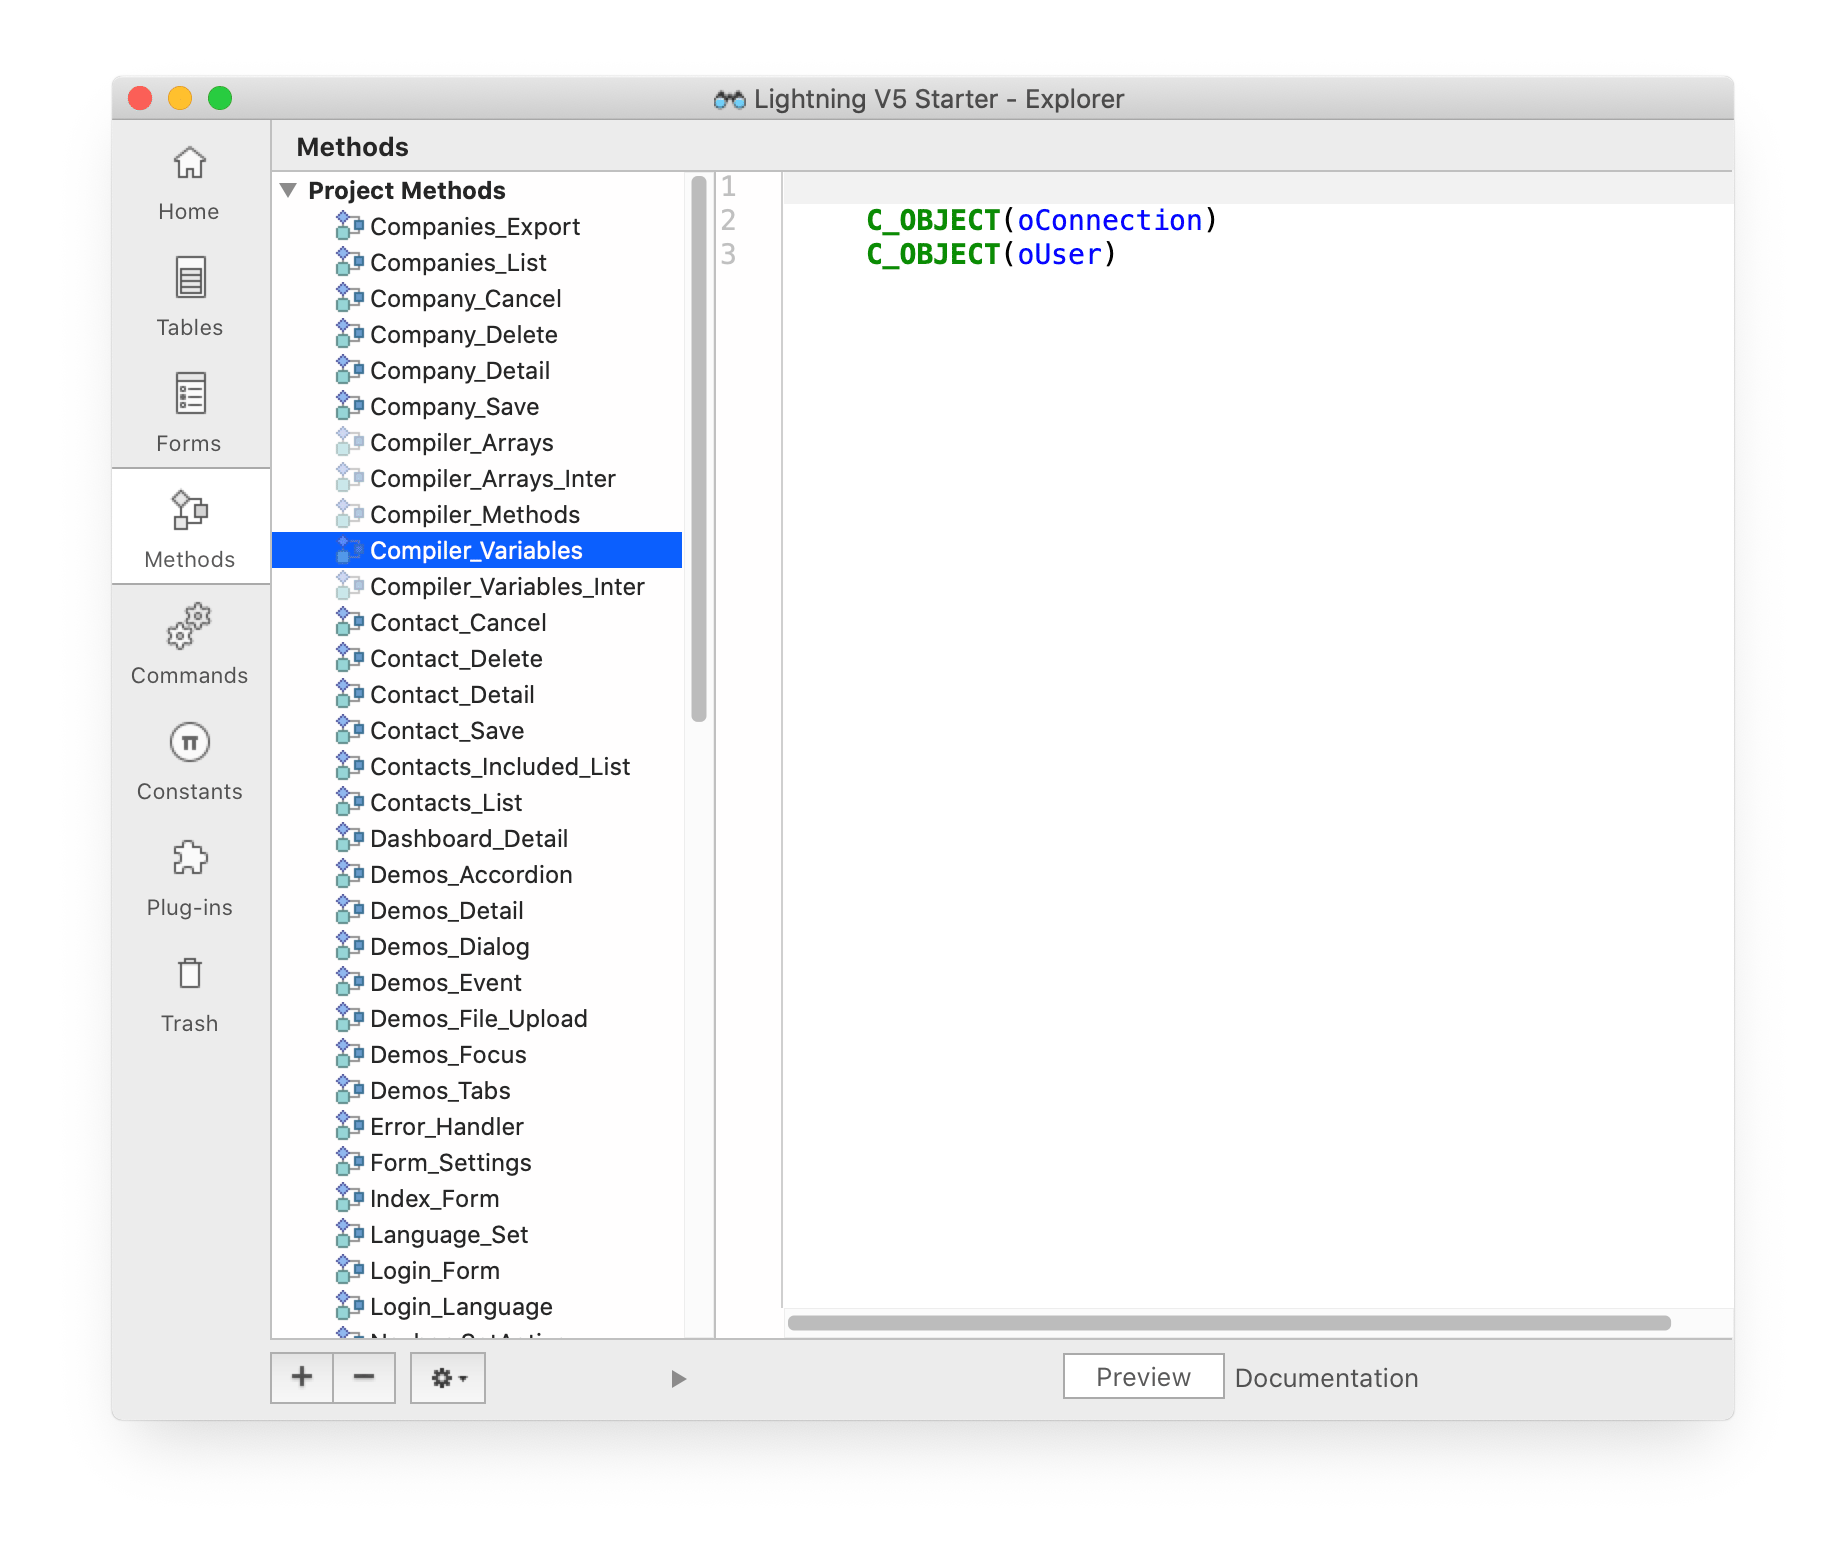 Lightning V5 Starter - Explorer
Home
Tables
Forms
Methods
Commands
Constants
Plug-ins
Trash
Methods
Project Methods
Companies_Export
Companies_List
Company_Cancel
Company_Delete
Company_Detail
Company_Save
Compiler_Arrays
Compiler_Arrays_Inter
Compiler_Methods
Compiler_Variables
Compiler_Variables_Inter
Contact_Cancel
Contact_Delete
Contact_Detail
Contact_Save
Contacts_Included_List
Contacts_List
Dashboard_Detail
Demos_Accordion
Demos_Detail
Demos_Dialog
Demos_Event
Demos_File_Upload
Demos_Focus
Demos_Tabs
Error_Handler
Form_Settings
Index_Form
Language_Set
Login_Form
Login_Language
1
2 C_OBJECT(oConnection)
3 C_OBJECT(oUser)
Preview Documentation